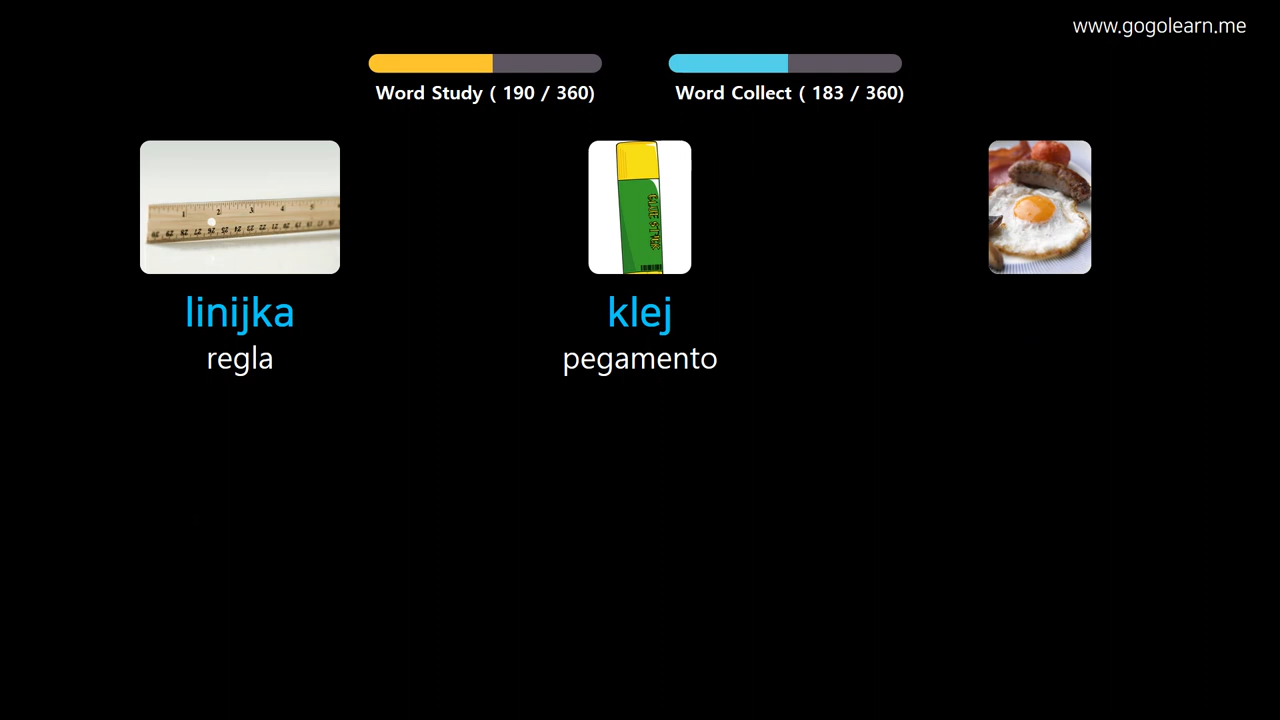 www.gogolearn.me
Word Study ( 190 / 360)
Word Collect ( 183 / 360)
linijka
regla
klej
pegamento